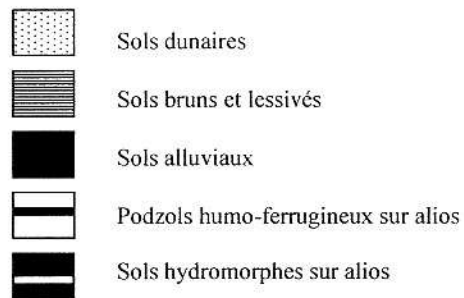 Sols dunaires
Sols bruns et lessivés
Sols alluviaux
Podzols humo-ferrugineux sur alios
Sols hydromorphes sur alios